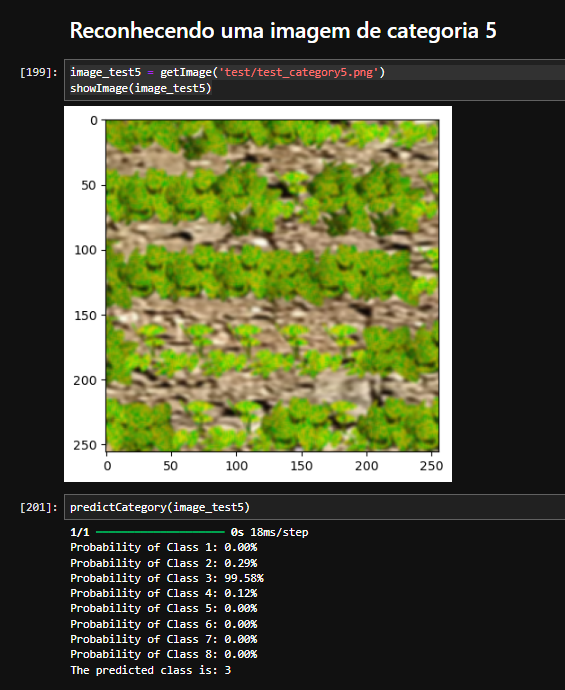 Reconhecendo uma imagem de categoria 5
[199]: image_test5 = getImage('test/test_category5.png')
showImage(image_test5)
0
50
100
150
200
250
0 50 100 150 200 250
[201]: predictCategory(image_test5)
1/1 0s 18ms/step
Probability of Class 1: 0.00%
Probability of Class 2: 0.29%
Probability of Class 3: 99.58%
Probability of Class 4: 0.12%
Probability of Class 5: 0.00%
Probability of Class 6: 0.00%
Probability of Class 7: 0.00%
Probability of Class 8: 0.00%
The predicted class is: 3